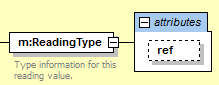 attributes
m:ReadingType
ref
Type information for this
reading value.